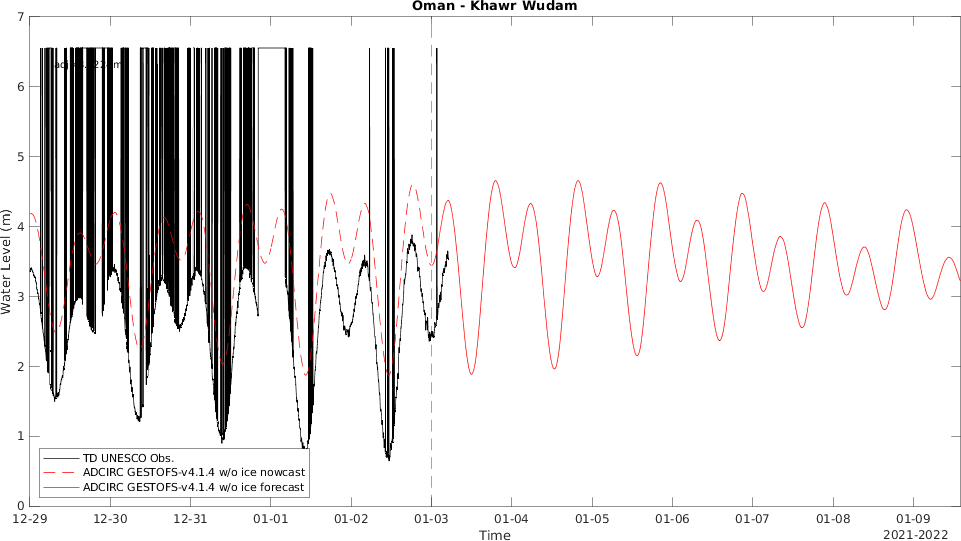 Oman - Khawr Wudam
7
6
5
4
3
2
1
0
Water Level (m)
TD UNESCO Obs.
ADCIRC GESTOFS-v4.1.4 w/o ice nowcast
ADCIRC GESTOFS-v4.1.4 w/o ice forecast
12-29 12-30 12-31 01-01 01-02 01-03 01-04 01-05 01-06 01-07 01-08 01-09
Time
2021-2022